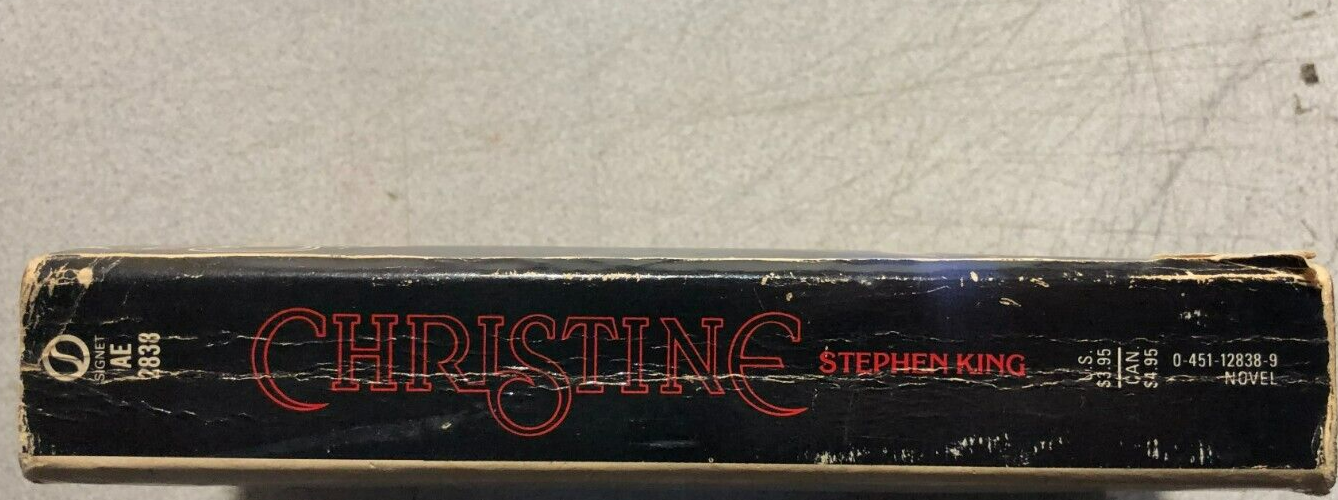 SIGNET
AE
2838
CHRISTINE
STEPHEN KING
U.S.
$3.95
CAN
$4.95
0-451-12838-9
NOVEL